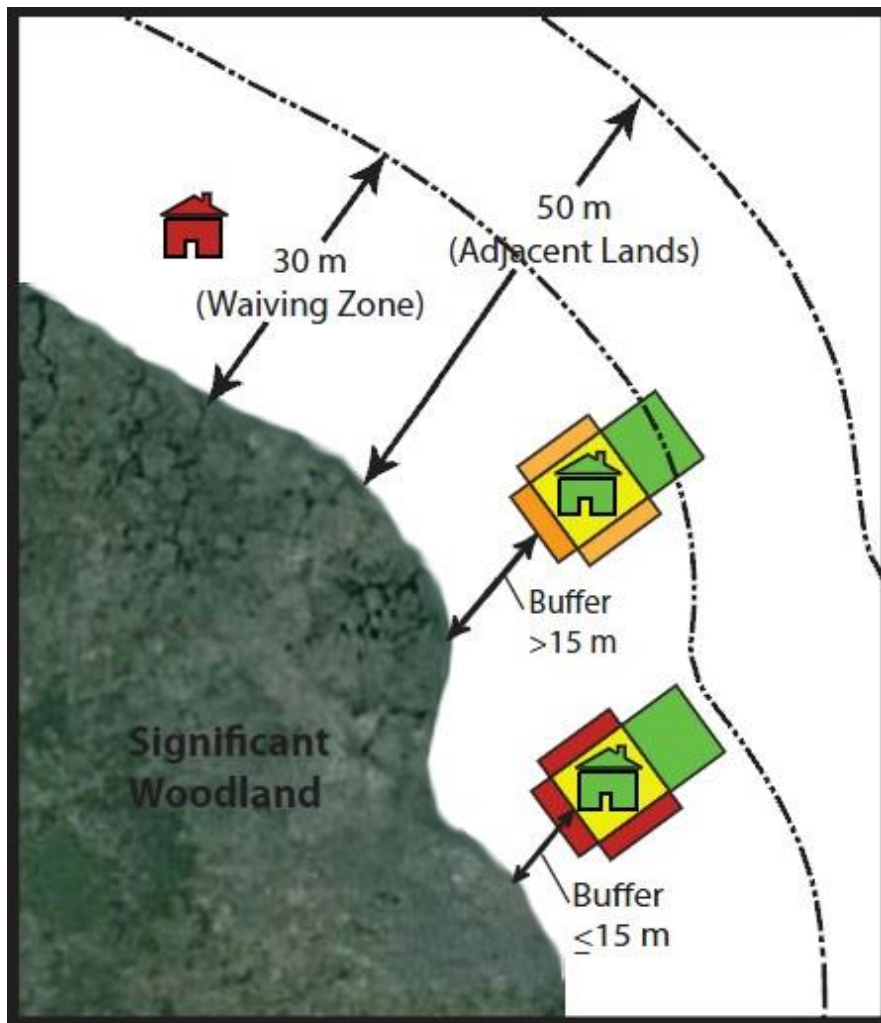 50 m
(Adjacent Lands)
30 m
(Waiving Zone)
Buffer
>15 m
Significant
Woodland
Buffer
≤15 m